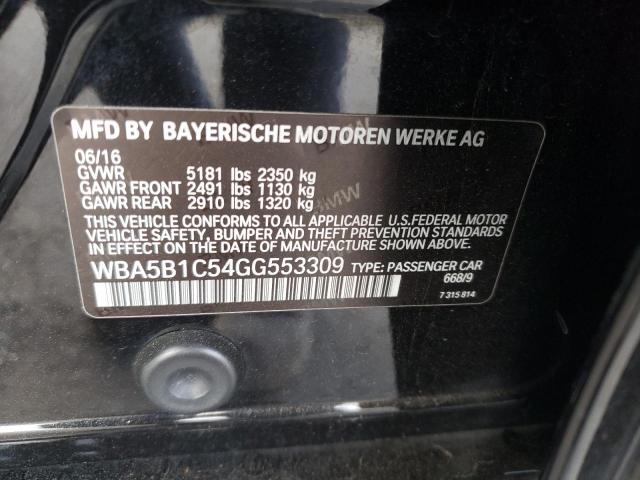 MFD BY BAYERISCHE MOTOREN WERKE AG
06/16
GVWR 5181 lbs 2350 kg
GAWR FRONT 2491 lbs 1130 kg
GAWR REAR 2910 lbs 1320 kg
THIS VEHICLE CONFORMS TO ALL APPLICABLE U.S.FEDERAL MOTOR
VEHICLE SAFETY, BUMPER, AND THEFT PREVENTION STANDARDS
IN EFFECT ON THE DATE OF MANUFACTURE SHOWN ABOVE.
WBA5B1C54GG553309 TYPE: PASSENGER CAR
668/9
7 315 814